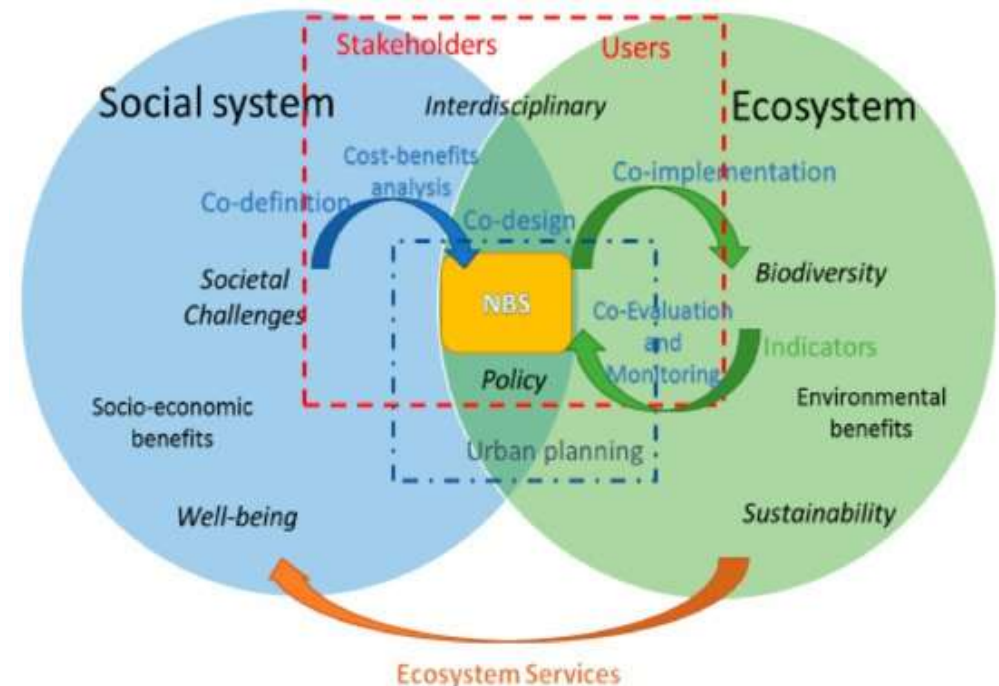 Stakeholders
Users
Social system
Interdisciplinary
Ecosystem
Cost-benefits
analysis
Co-implementation
Co-definition
Co-design
Societal
Challenges
NBS
Biodiversity
Co-Evaluation
and
Monitoring
Indicators
Policy
Socio-economic
benefits
Environmental
benefits
Urban planning
Well-being
Sustainability
Ecosystem Services